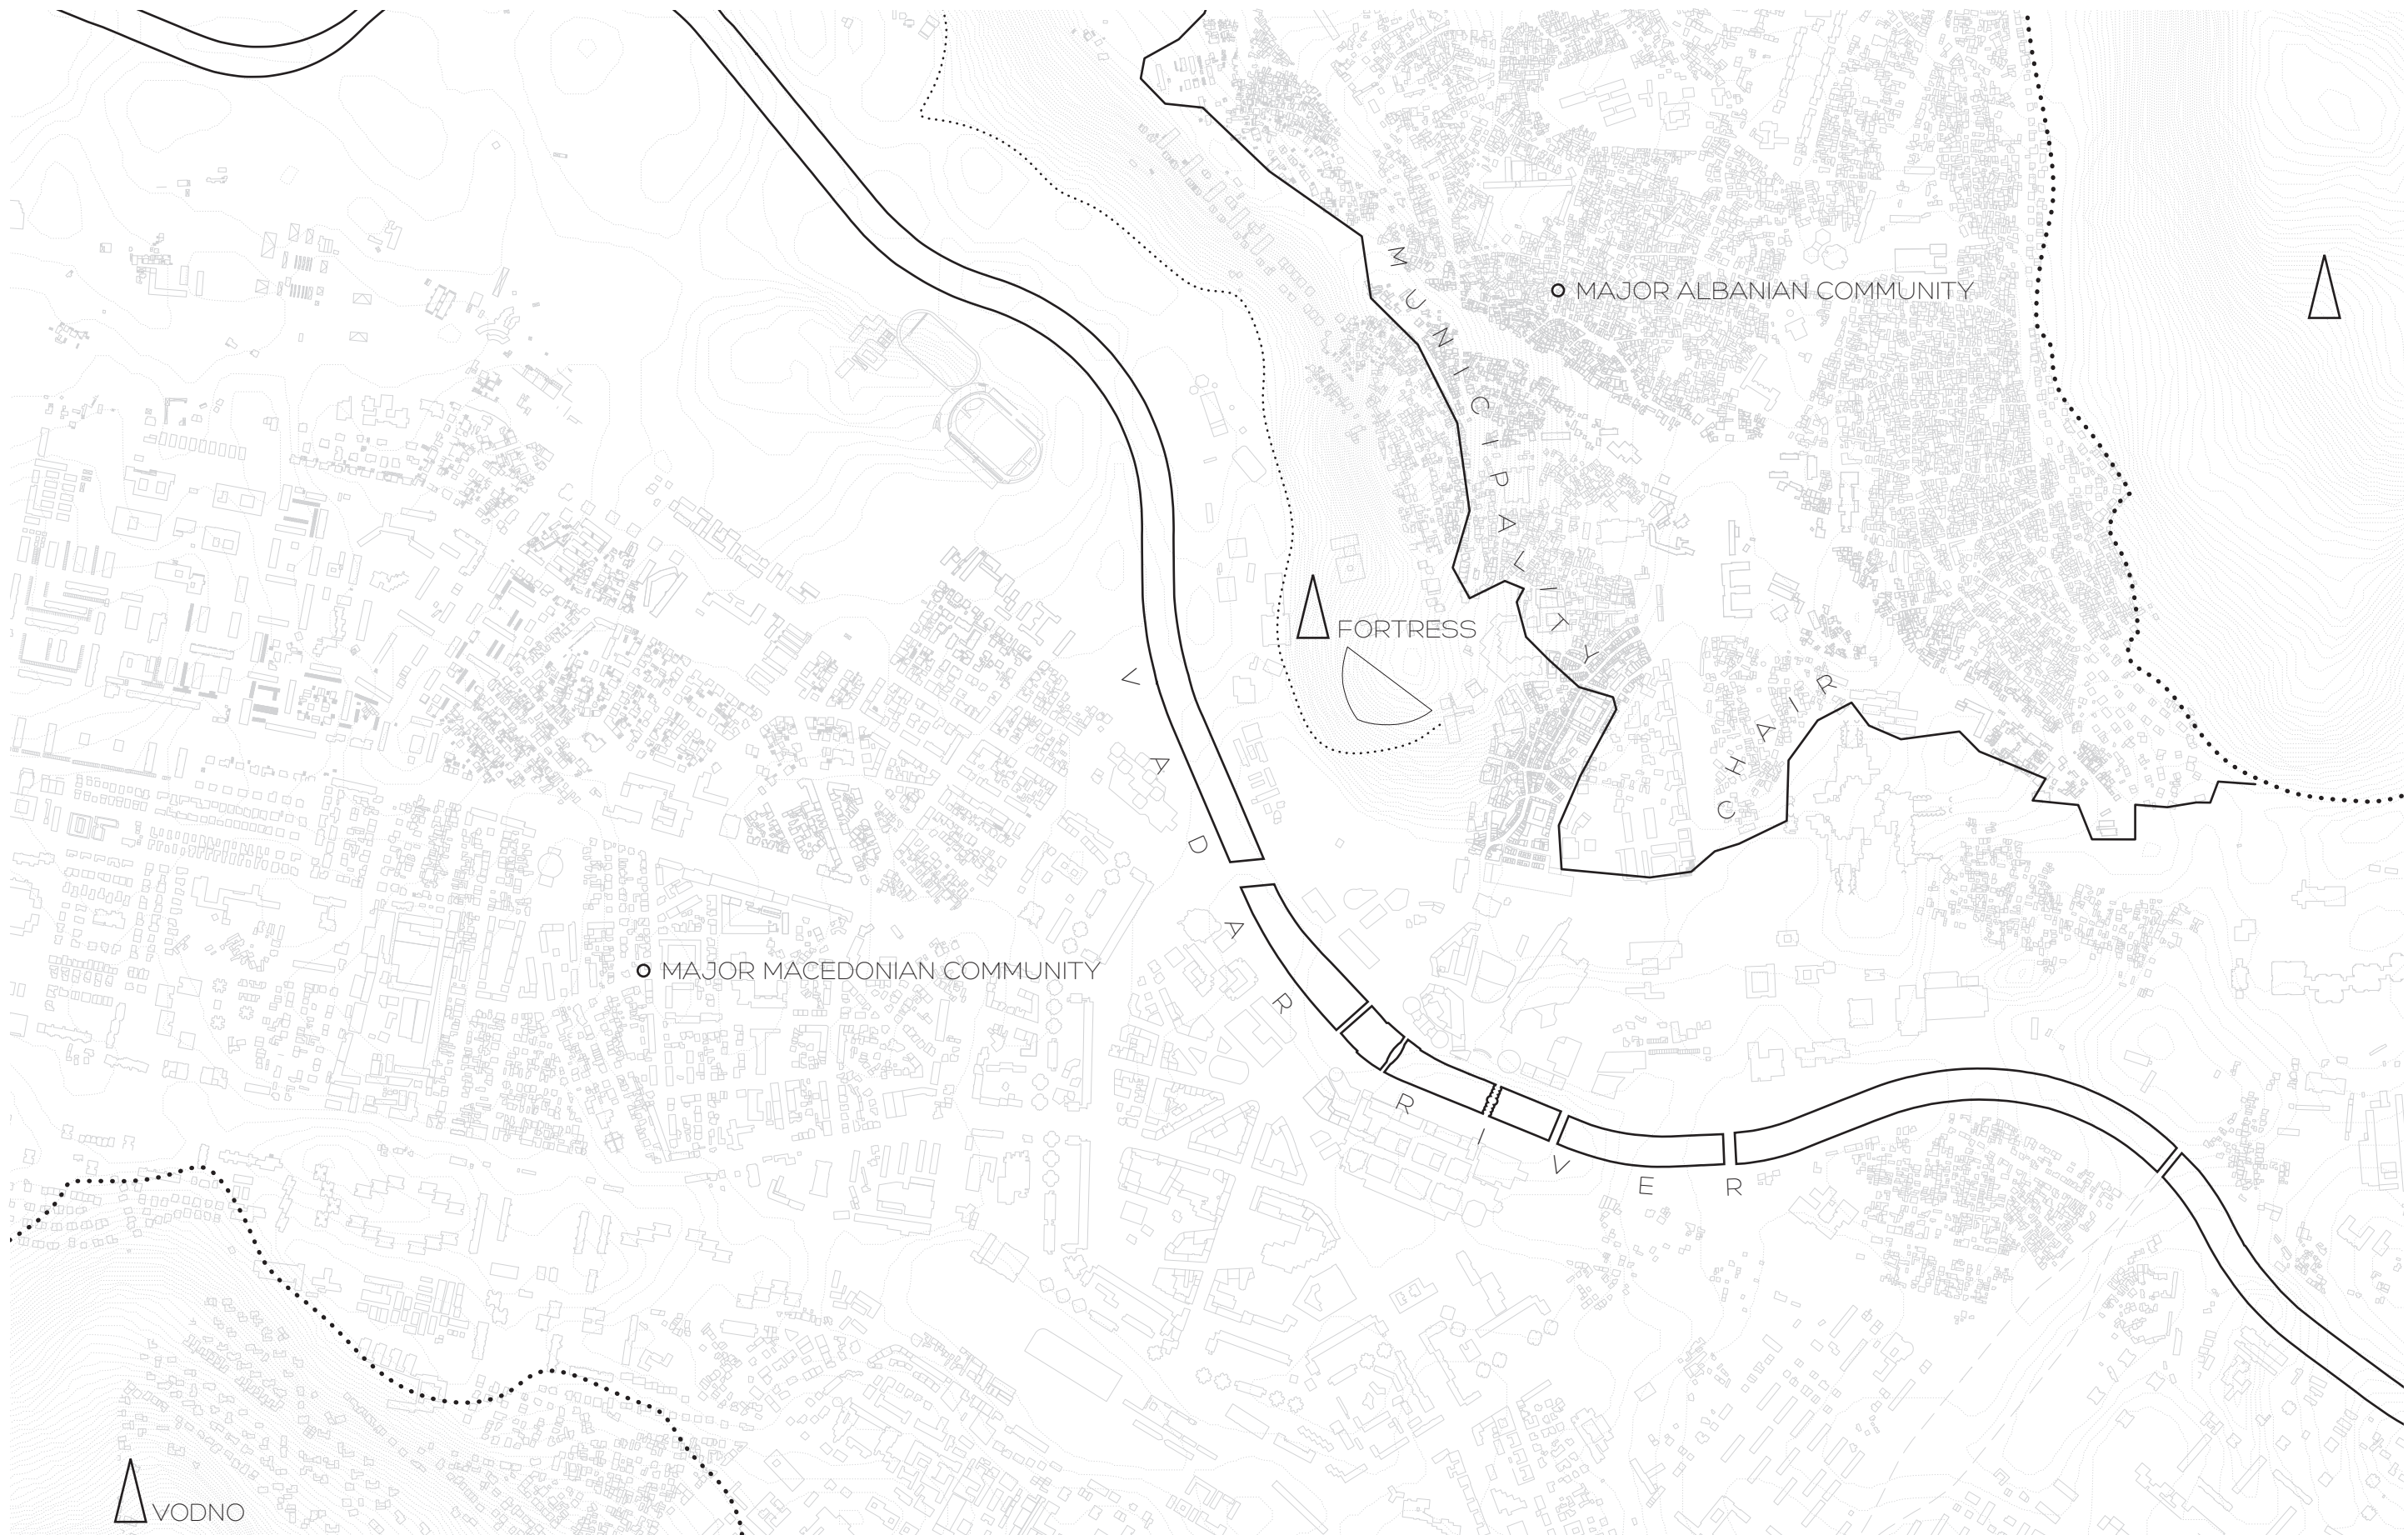 MUNICIPALITY
CHAIR
MAJOR ALBANIAN COMMUNITY
FORTRESS
VADAR
RIVER
MAJOR MACEDONIAN COMMUNITY
VODNO